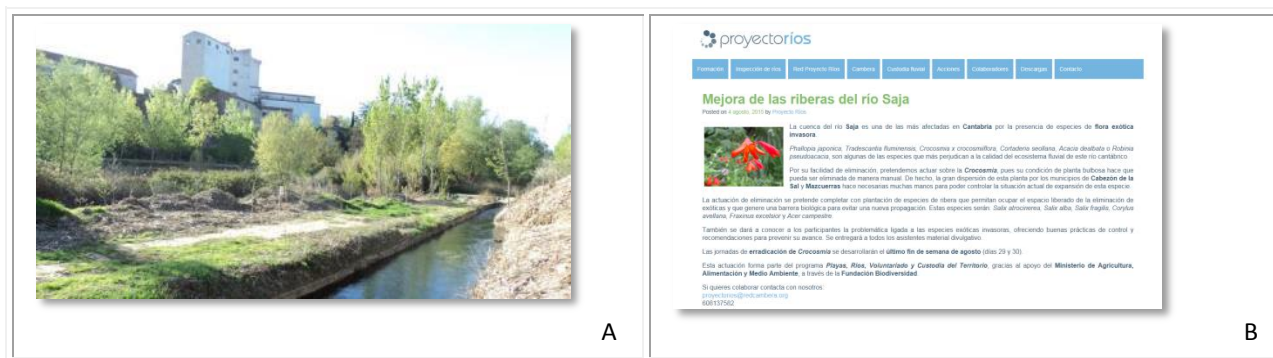 A
proyectoríos
Formación Inspección de ríos Red Proyecto Ríos Cambera Custodia fluvial Acciones Colaboradores Descargas Contacto
Mejora de las riberas del río Saja
Posted on 4 agosto, 2015 by Proyecto Ríos
La cuenca del río Saja es una de las más afectadas en Cantabria por la presencia de especies de flora exótica
invasora.
Phallopia japonica, Tradescantia fluminensis, Crocosmia x crocosmiflora, Cortaderia seollana, Acacia dealbata o Robinia
pseudoacacia, son algunas de las especies que más perjudican a la calidad del ecosistema fluvial de este río cantábrico.
Por su facilidad de eliminación, pretendemos actuar sobre la Crocosmia, pues su condición de planta bulbosa hace que
pueda ser eliminada de manera manual. De hecho, la gran dispersión de esta planta por los municipios de Cabezón de la
Sal y Mazcuerras hace necesarias muchas manos para poder controlar la situación actual de expansión de esta especie.
La actuación de eliminación se pretende completar con plantación de especies de ribera que permitan ocupar el espacio liberado de la eliminación de
exóticas y que genere una barrera biológica para evitar una nueva propagación. Estas especies serán: Salix atrocinerea, Salix alba, Salix fragilis, Corylus
avellana, Fraxinus excelsior y Acer campestre.
También se dará a conocer a los participantes la problemática ligada a las especies exóticas invasoras, ofreciendo buenas prácticas de control y
recomendaciones para prevenir su avance. Se entregará a todos los asistentes material divulgativo.
Las jornadas de erradicación de Crocosmia se desarrollarán el último fin de semana de agosto (días 29 y 30).
Esta actuación forma parte del programa Playas, Ríos, Voluntariado y Custodia del Territorio, gracias al apoyo del Ministerio de Agricultura,
Alimentación y Medio Ambiente, a través de la Fundación Biodiversidad.
Si quieres colaborar contacta con nosotros:
proyectorios@redcambera.org
608137582
B